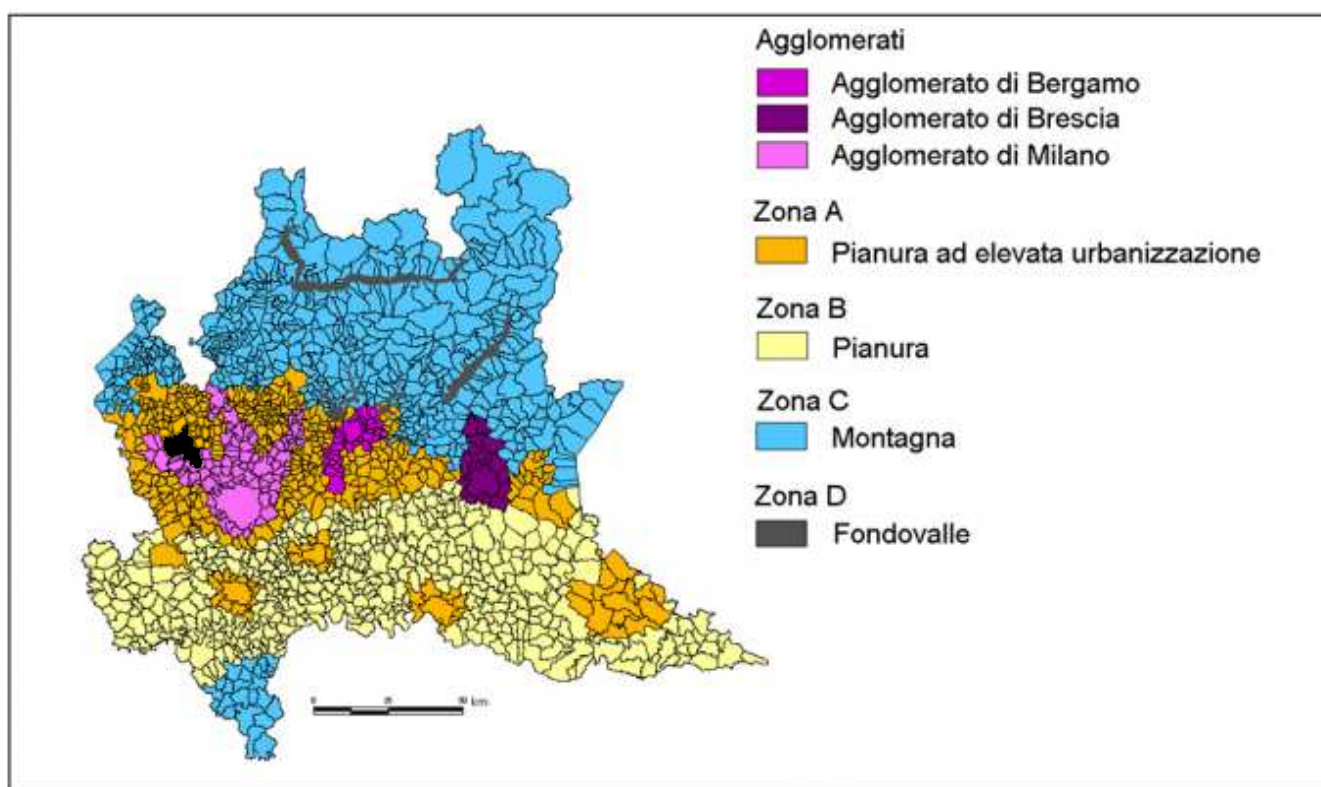 Agglomerati
Agglomerato di Bergamo
Agglomerato di Brescia
Agglomerato di Milano
Zona A
Pianura ad elevata urbanizzazione
Zona B
Pianura
Zona C
Montagna
Zona D
Fondovalle
km